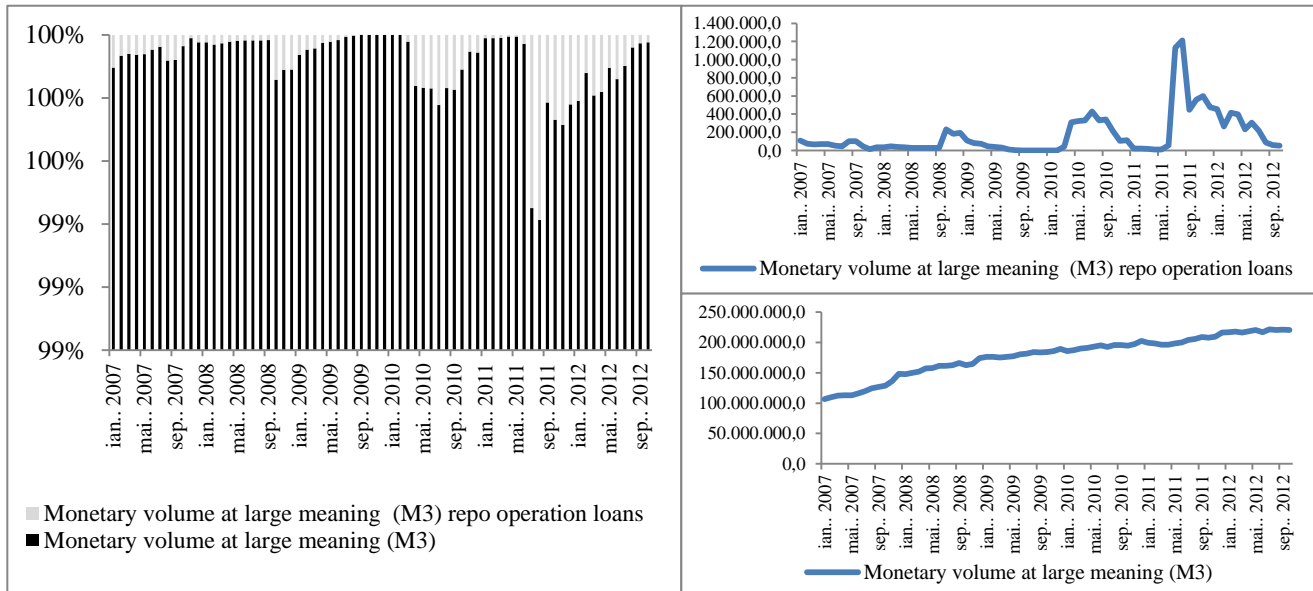 100%
100%
100%
99%
99%
99%
ian.. 2007
mai.. 2007
sep.. 2007
ian.. 2008
mai.. 2008
sep.. 2008
ian.. 2009
mai.. 2009
sep.. 2009
ian.. 2010
mai.. 2010
sep.. 2010
ian.. 2011
mai.. 2011
sep.. 2011
ian.. 2012
mai.. 2012
sep.. 2012
Monetary volume at large meaning (M3) repo operation loans
Monetary volume at large meaning (M3)
1.400.000,0
1.200.000,0
1.000.000,0
800.000,0
600.000,0
400.000,0
200.000,0
0,0
ian.. 2007
mai.. 2007
sep.. 2007
ian.. 2008
mai.. 2008
sep.. 2008
ian.. 2009
mai.. 2009
sep.. 2009
ian.. 2010
mai.. 2010
sep.. 2010
ian.. 2011
mai.. 2011
sep.. 2011
ian.. 2012
mai.. 2012
sep.. 2012
Monetary volume at large meaning (M3) repo operation loans
250.000.000,0
200.000.000,0
150.000.000,0
100.000.000,0
50.000.000,0
0,0
ian.. 2007
mai.. 2007
sep.. 2007
ian.. 2008
mai.. 2008
sep.. 2008
ian.. 2009
mai.. 2009
sep.. 2009
ian.. 2010
mai.. 2010
sep.. 2010
ian.. 2011
mai.. 2011
sep.. 2011
ian.. 2012
mai.. 2012
sep.. 2012
Monetary volume at large meaning (M3)